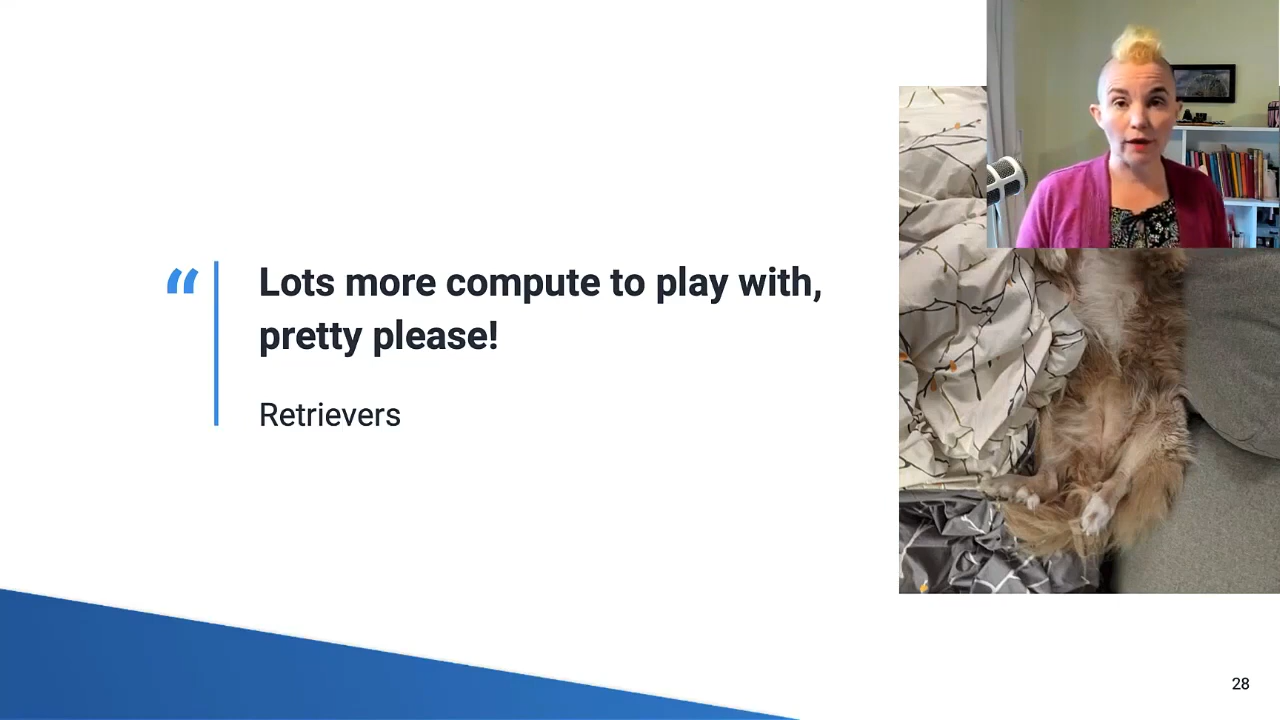 “
Lots more compute to play with,
pretty please!
Retrievers
28